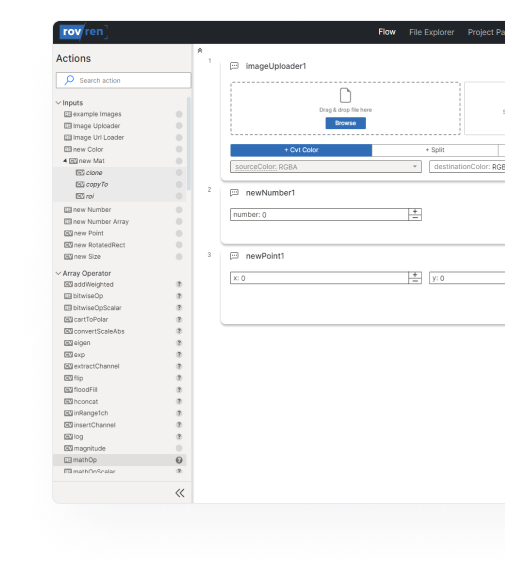 rov ren
Flow File Explorer Project Pa
Actions
Search action
Inputs
example Images
Image Uploader
Image Url Loader
new Color
new Mat
clone
copyTo
roi
new Number
new Number Array
new Point
new RotatedRect
new Size
Array Operator
addWeighted
bitwiseOp
bitwiseOpScalar
cartToPolar
convertScaleAbs
eigen
exp
extractChannel
flip
floodFill
hconcat
inRange1ch
insertChannel
log
magnitude
mathOp
mathOpScalar
1 imageUploader1
Drag & drop file here
Browse
+ Cvt Color + Split
sourceColor: RGBA destinationColor: RGB
2 newNumber1
number: 0
3 newPoint1
x: 0 y: 0